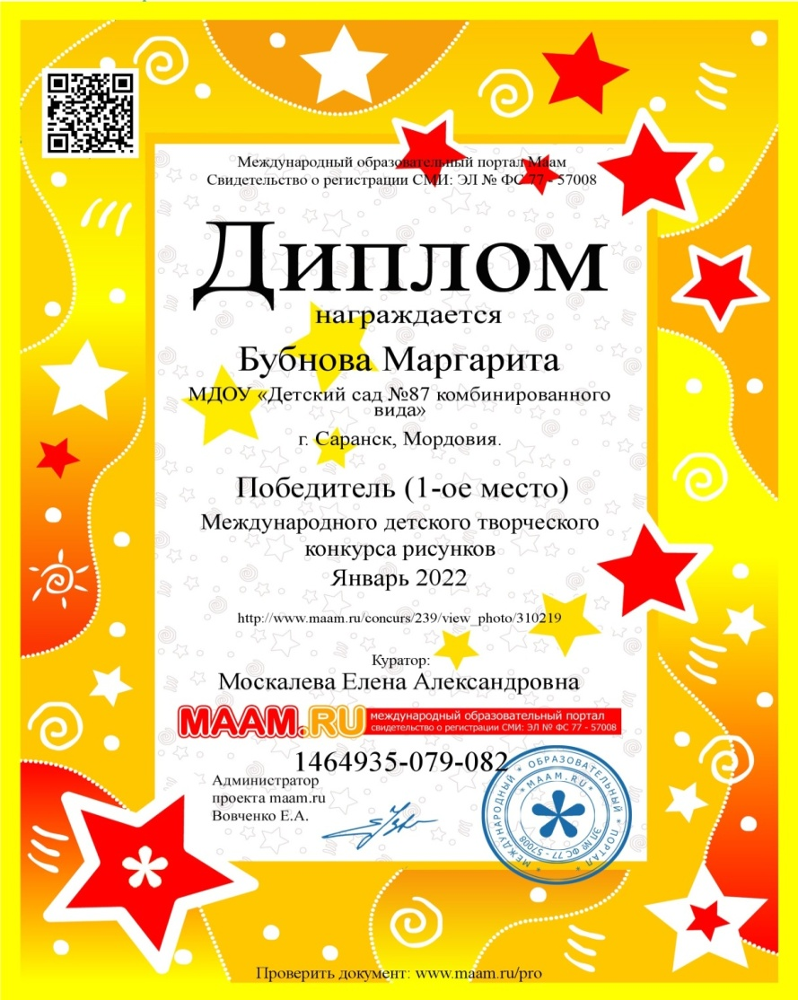 Международный образовательный портал Маам
Свидетельство о регистрации СМИ: ЭЛ № ФС 77 - 57008
Диплом
награждается
Бубнова Маргарита
МДОУ «Детский сад №87 комбинированного
вида»
г. Саранск, Мордовия.
Победитель (1-ое место)
Международного детского творческого
конкурса рисунков
Январь 2022
http://www.maam.ru/concurs/239/view_photo/310219
Куратор:
Москалева Елена Александровна
MAAM.RU
международный образовательный портал
свидетельство о регистрации СМИ: ЭЛ № ФС 77 - 57008
1464935-079-082
Администратор
проекта maam.ru
Вовченко Е.А.
* МЕЖДУНАРОДНЫЙ * ОБРАЗОВАТЕЛЬНЫЙ * ПОРТАЛ *
* MAAM.RU *
ЭЛ № ФС 77 - 57008
Проверить документ: www.maam.ru/pro